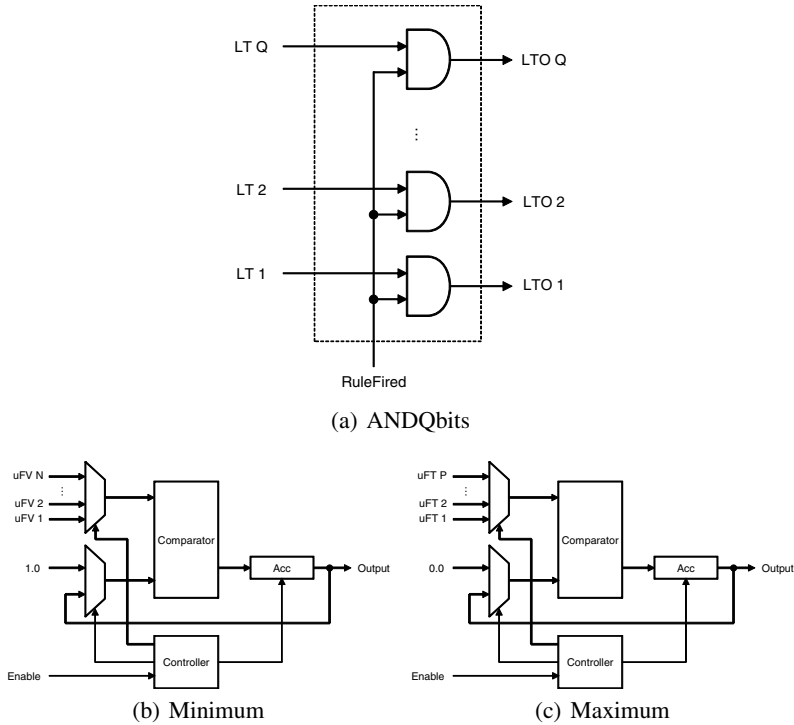 LT Q
LTO Q
⋮
LT 2
LTO 2
LT 1
LTO 1
RuleFired
(a) ANDQbits
uFV N
⋮
uFV 2
uFV 1
1.0
Comparator
Acc
Output
Controller
Enable
(b) Minimum
uFT P
⋮
uFT 2
uFT 1
0.0
Comparator
Acc
Output
Controller
Enable
(c) Maximum